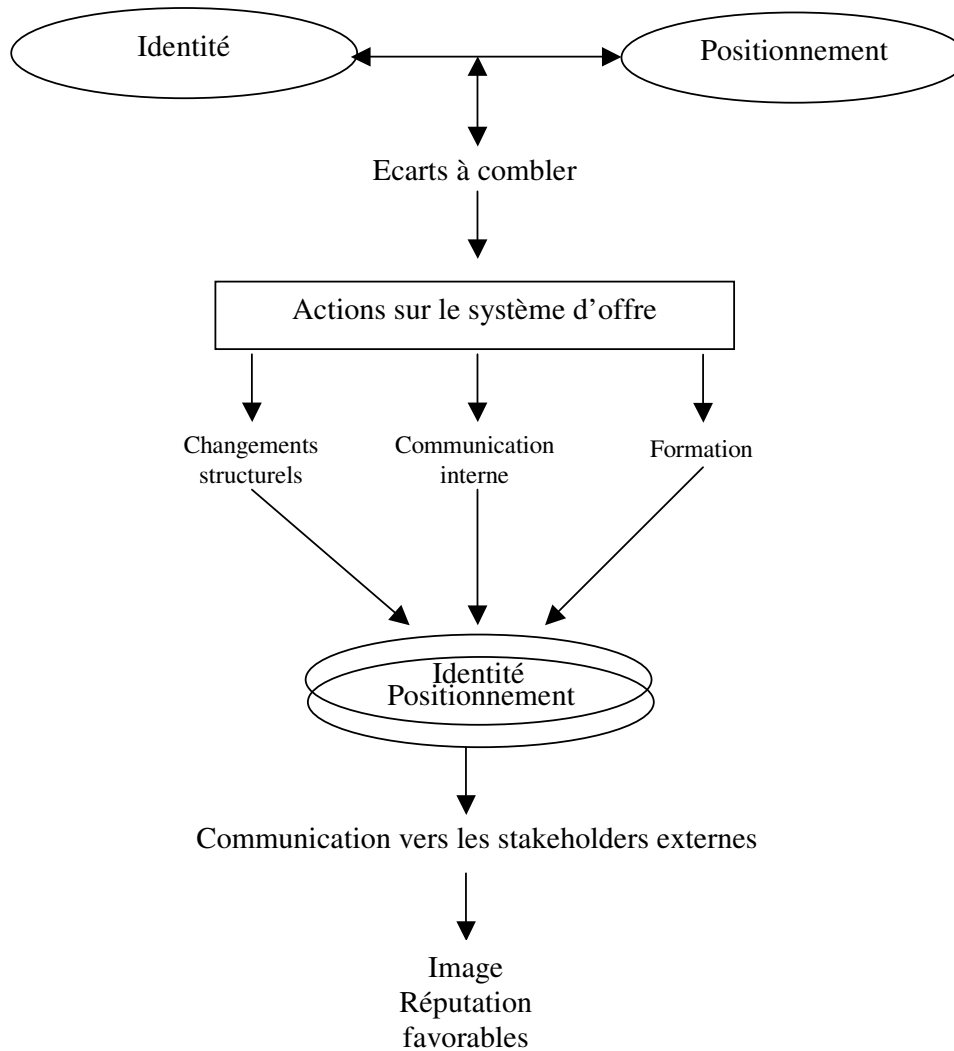 Identité
Positionnement
Ecarts à combler
Actions sur le système d’offre
Changements
structurels
Communication
interne
Formation
Identité
Positionnement
Communication vers les stakeholders externes
Image
Réputation
favorables